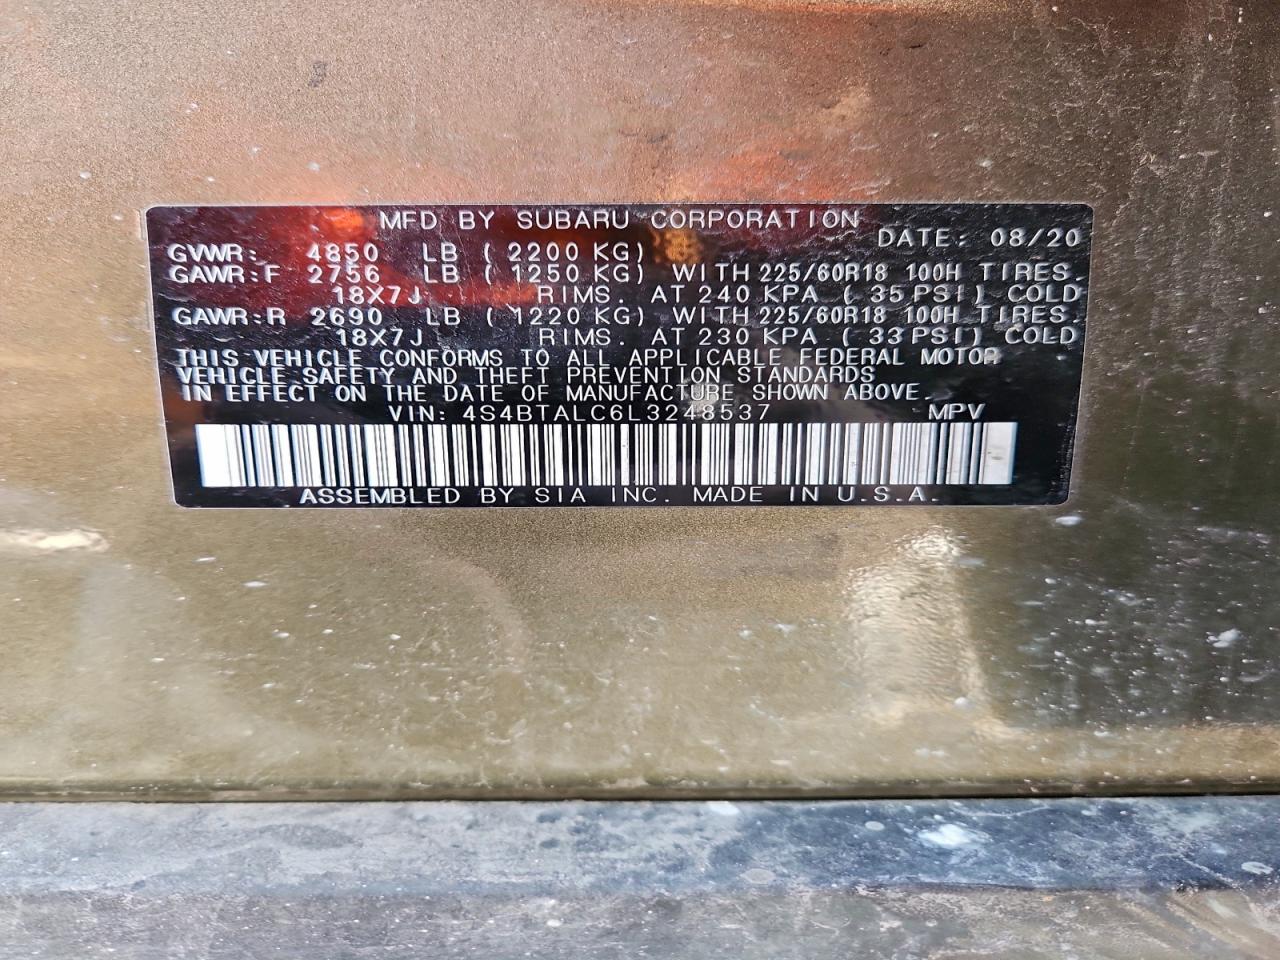 MFD BY SUBARU CORPORATION
DATE: 08/20
GVWR: 4850 LB ( 2200 KG)
GAWR:F 2756 LB ( 1250 KG) WITH 225/60R18 100H TIRES.
18X7J RIMS. AT 240 KPA ( 35 PSI) COLD
GAWR:R 2690 LB ( 1220 KG) WITH 225/60R18 100H TIRES.
18X7J RIMS. AT 230 KPA ( 33 PSI) COLD
THIS VEHICLE CONFORMS TO ALL APPLICABLE FEDERAL MOTOR
VEHICLE SAFETY AND THEFT PREVENTION STANDARDS
IN EFFECT ON THE DATE OF MANUFACTURE SHOWN ABOVE.
VIN: 4S4BTALC6L3248537 MPV
ASSEMBLED BY SIA INC. MADE IN U.S.A.